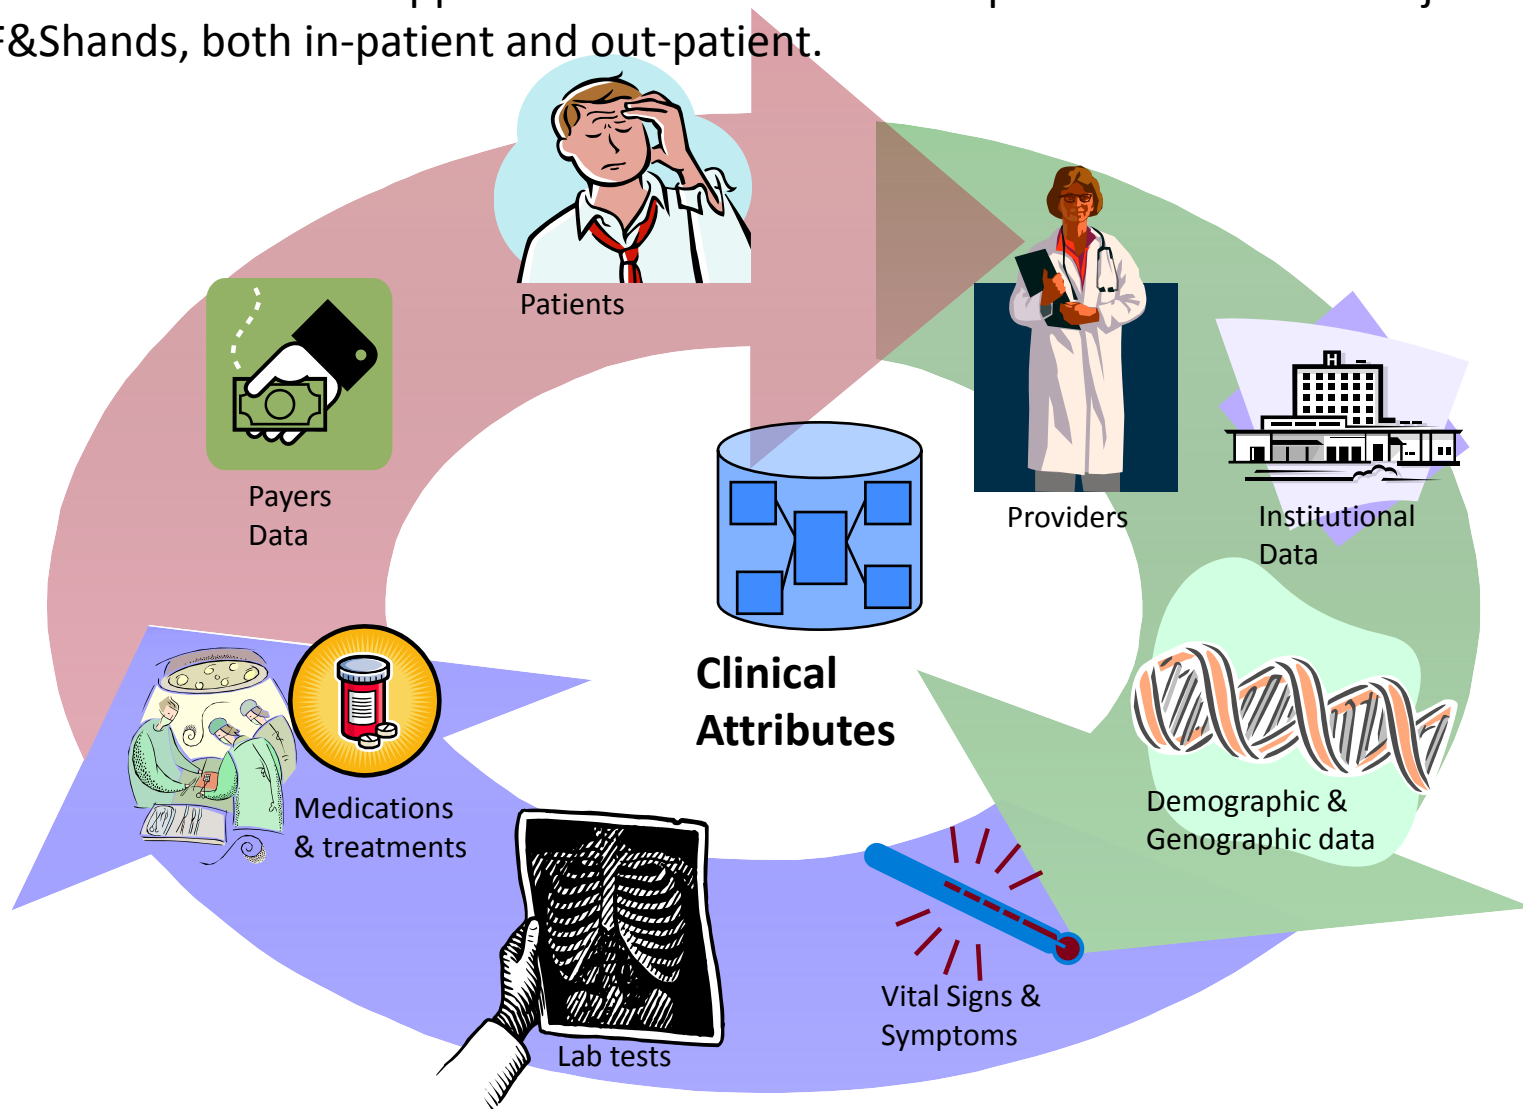 F&Shands, both in-patient and out-patient.
Patients
Payers
Data
Providers
Institutional
Data
Clinical
Attributes
Demographic &
Genographic data
Medications
& treatments
Vital Signs &
Symptoms
Lab tests
H